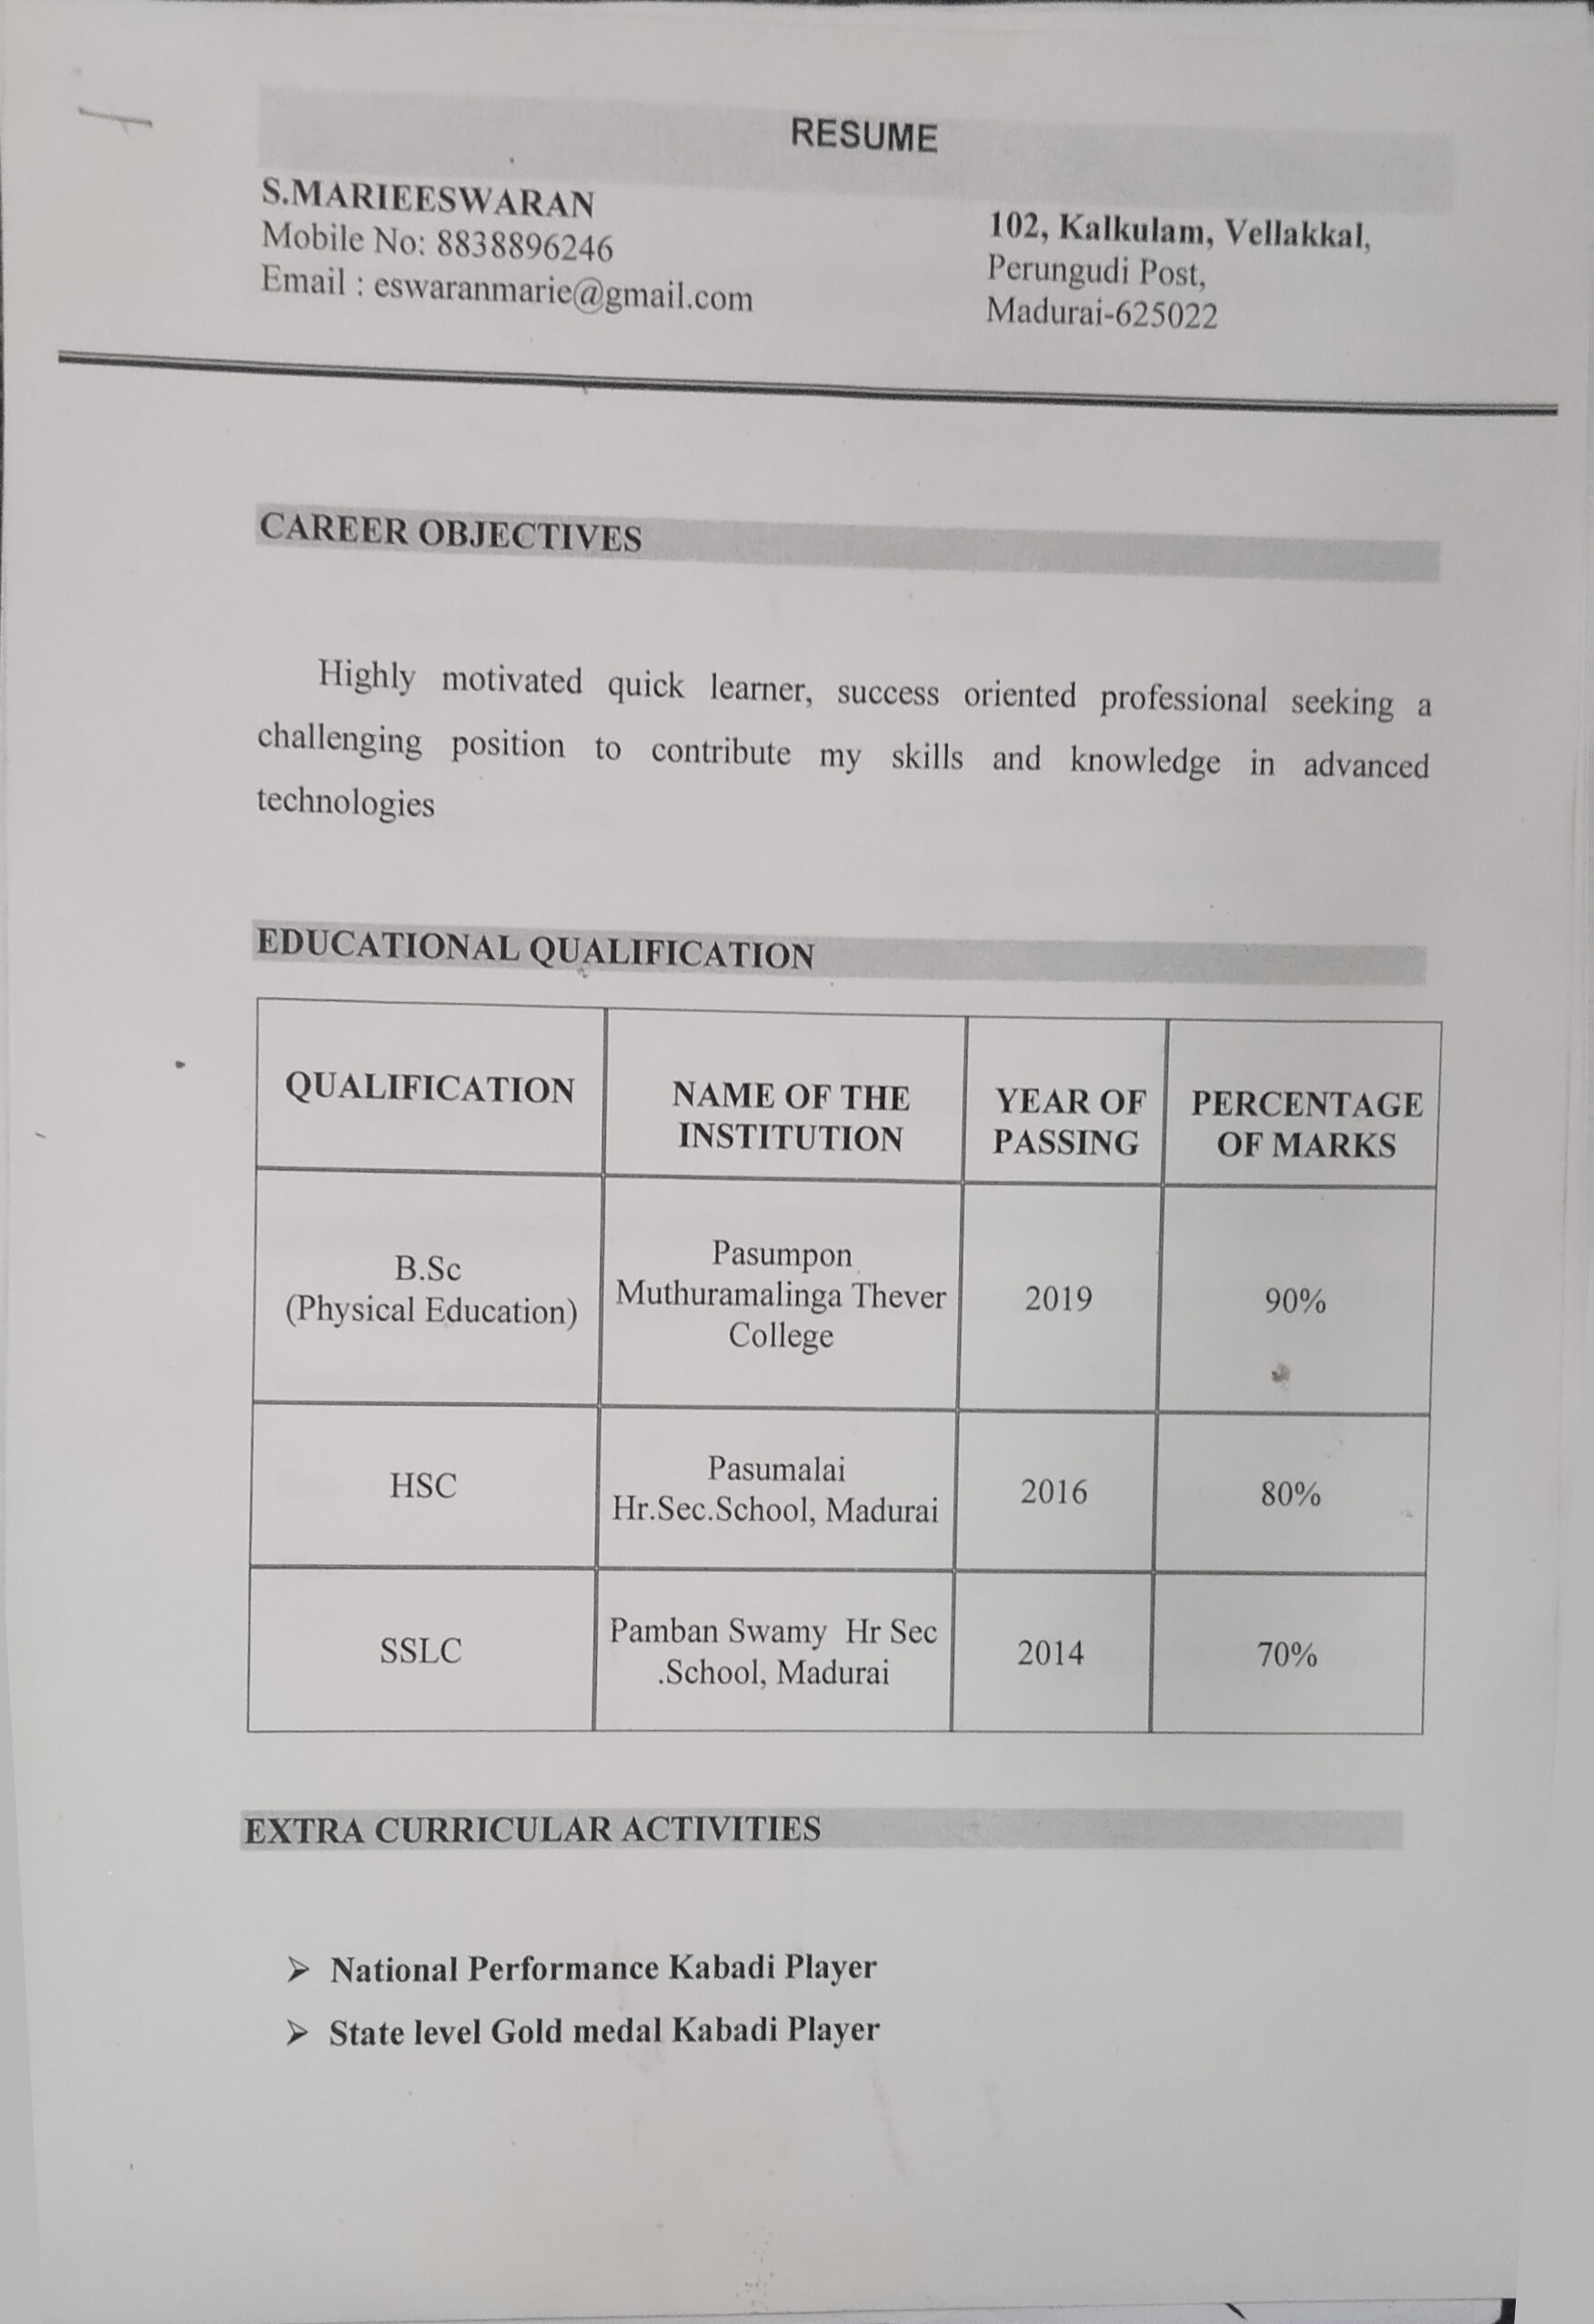 RESUME
S.MARIEESWARAN
Mobile No: 8838896246
Email : eswaranmarie@gmail.com
102, Kalkulam, Vellakkal,
Perungudi Post,
Madurai-625022
CAREER OBJECTIVES
Highly motivated quick learner, success oriented professional seeking a
challenging position to contribute my skills and knowledge in advanced
technologies
EDUCATIONAL QUALIFICATION
QUALIFICATION
NAME OF THE
INSTITUTION
YEAR OF
PASSING
PERCENTAGE
OF MARKS
B.Sc
(Physical Education)
Pasumpon
Muthuramalinga Thever
College
2019
90%
HSC
Pasumalai
Hr.Sec.School, Madurai
2016
80%
SSLC
Pamban Swamy  Hr Sec
.School, Madurai
2014
70%
EXTRA CURRICULAR ACTIVITIES
➢ National Performance Kabadi Player
➢ State level Gold medal Kabadi Player